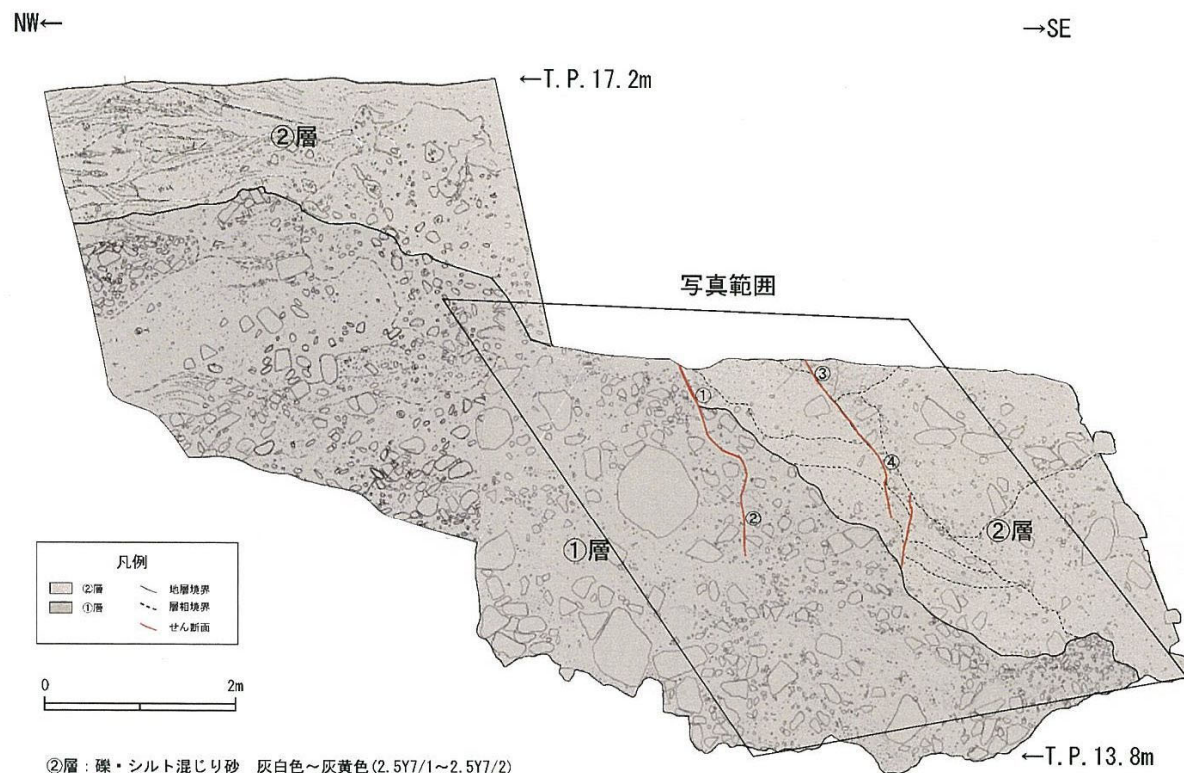 NW←
→SE
←T.P.17.2m
②層
写真範囲
①
③
④
②
①層
②層
凡例
②層
地層境界
①層
層相境界
せん断面
0
2m
←T.P.13.8m
②層：礫・シルト混じり砂 灰白色～灰黄色(2.5Y7/1～2.5Y7/2)